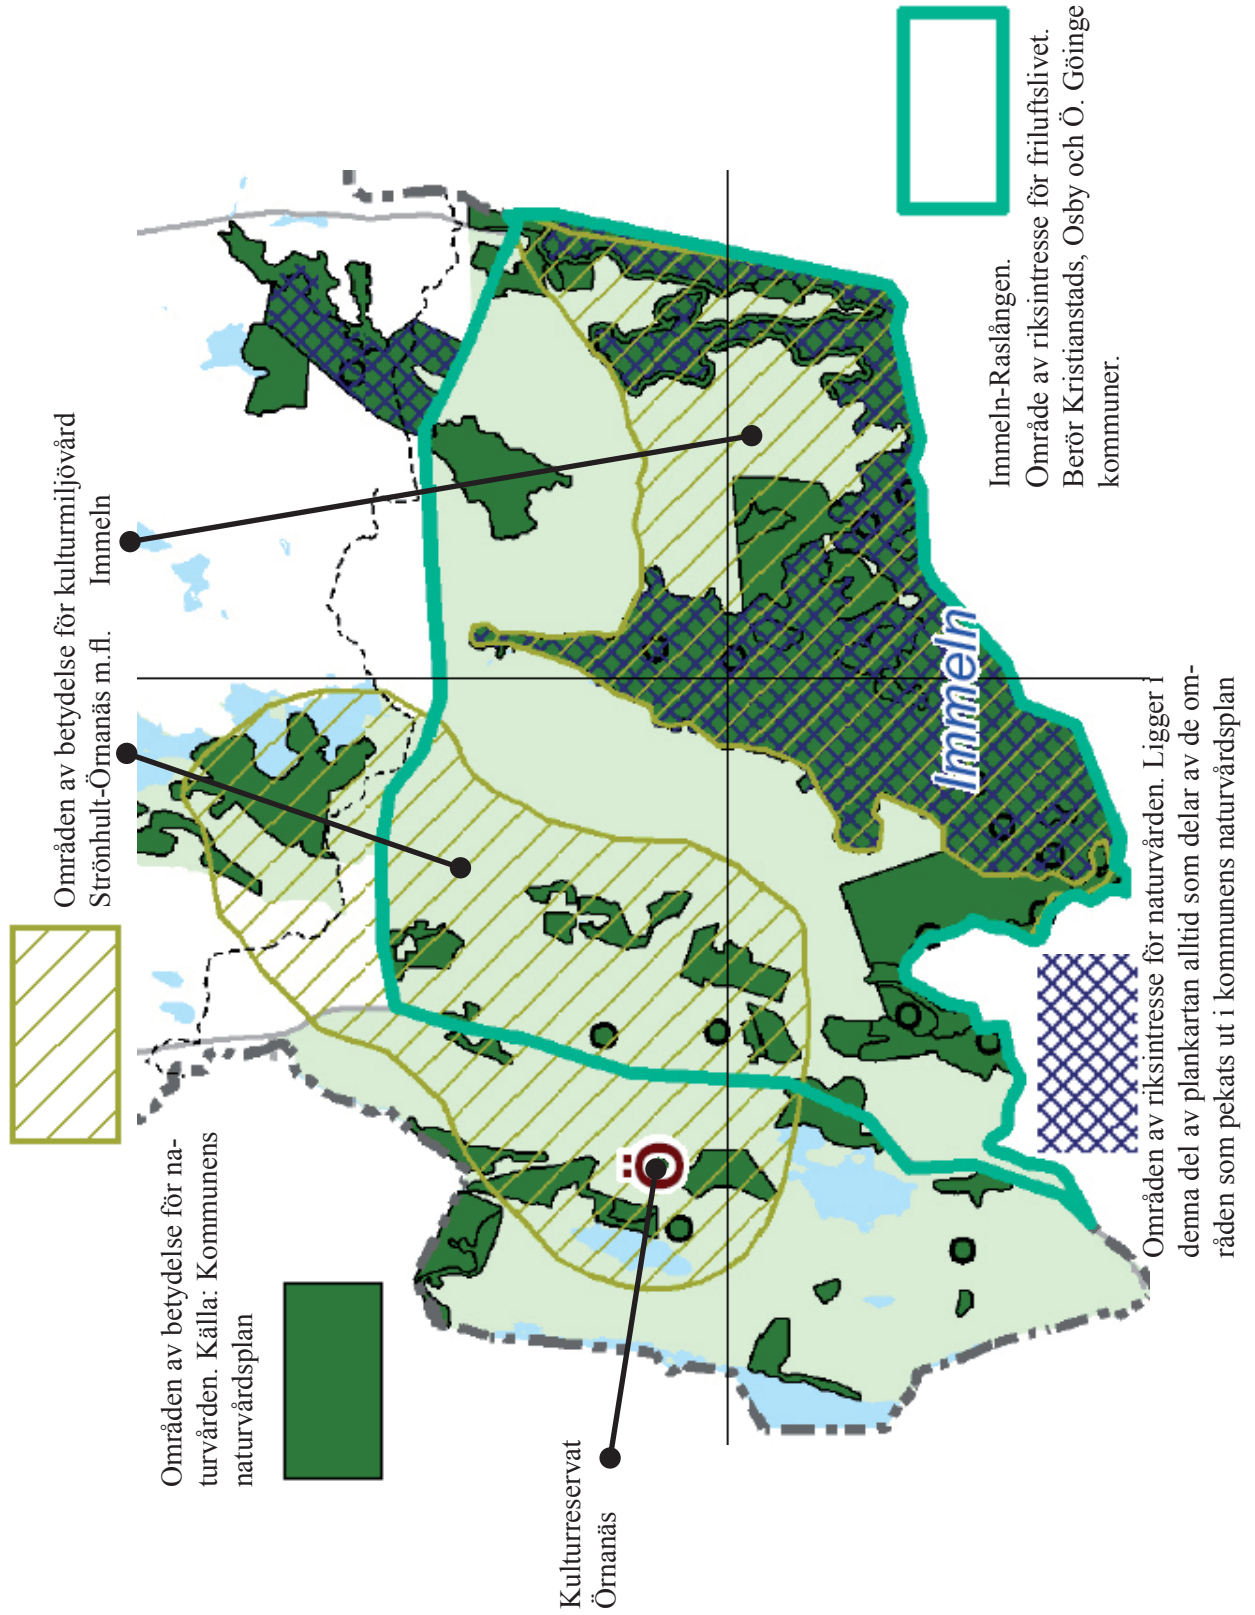 Områden av betydelse för kulturmiljövård
Strönhult-Örnanäs m.fl. Immeln
Områden av betydelse för na-
turvården. Källa: Kommunens
naturvårdsplan
Kulturreservat
Örnanäs
Ö
Immeln
Immeln-Raslången.
Område av riksintresse för friluftslivet.
Berör Kristianstads, Osby och Ö. Göinge
kommuner.
Områden av riksintresse för naturvården. Ligger i
denna del av plankartan alltid som delar av de om-
råden som pekats ut i kommunens naturvårdsplan